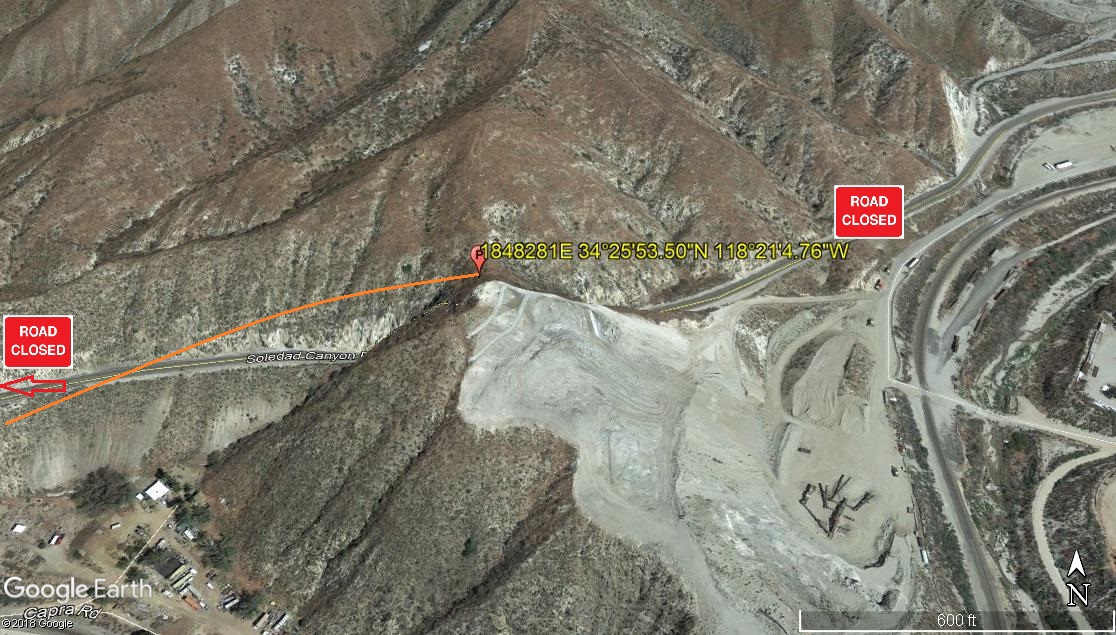 1848281E 34°25'53.50"N 118°21'4.76"W
ROAD
CLOSED
ROAD
CLOSED
Soledad Canyon R
Google Earth
Capra Rd
©2018 Google
N
600 ft